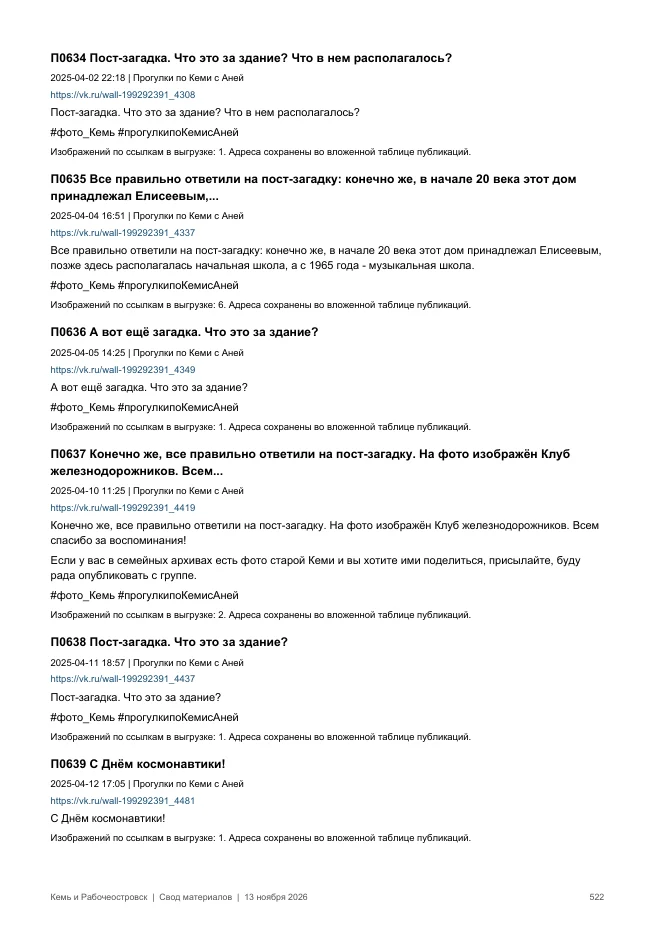 П0634 Пост-загадка. Что это за здание? Что в нем располагалось?
2025-04-02 22:18 | Прогулки по Кеми с Аней
https://vk.ru/wall-199292391_4308
Пост-загадка. Что это за здание? Что в нем располагалось?
#фото_Кемь #прогулкипоКемисАней
Изображений по ссылкам в выгрузке: 1. Адреса сохранены во вложенной таблице публикаций.
П0635 Все правильно ответили на пост-загадку: конечно же, в начале 20 века этот дом
принадлежал Елисеевым,...
2025-04-04 16:51 | Прогулки по Кеми с Аней
https://vk.ru/wall-199292391_4337
Все правильно ответили на пост-загадку: конечно же, в начале 20 века этот дом принадлежал Елисеевым,
позже здесь располагалась начальная школа, а с 1965 года - музыкальная школа.
#фото_Кемь #прогулкипоКемисАней
Изображений по ссылкам в выгрузке: 6. Адреса сохранены во вложенной таблице публикаций.
П0636 А вот ещё загадка. Что это за здание?
2025-04-05 14:25 | Прогулки по Кеми с Аней
https://vk.ru/wall-199292391_4349
А вот ещё загадка. Что это за здание?
#фото_Кемь #прогулкипоКемисАней
Изображений по ссылкам в выгрузке: 1. Адреса сохранены во вложенной таблице публикаций.
П0637 Конечно же, все правильно ответили на пост-загадку. На фото изображён Клуб
железнодорожников. Всем...
2025-04-10 11:25 | Прогулки по Кеми с Аней
https://vk.ru/wall-199292391_4419
Конечно же, все правильно ответили на пост-загадку. На фото изображён Клуб железнодорожников. Всем
спасибо за воспоминания!
Если у вас в семейных архивах есть фото старой Кеми и вы хотите ими поделиться, присылайте, буду
рада опубликовать с группе.
#фото_Кемь #прогулкипоКемисАней
Изображений по ссылкам в выгрузке: 2. Адреса сохранены во вложенной таблице публикаций.
П0638 Пост-загадка. Что это за здание?
2025-04-11 18:57 | Прогулки по Кеми с Аней
https://vk.ru/wall-199292391_4437
Пост-загадка. Что это за здание?
#фото_Кемь #прогулкипоКемисАней
Изображений по ссылкам в выгрузке: 1. Адреса сохранены во вложенной таблице публикаций.
П0639 С Днём космонавтики!
2025-04-12 17:05 | Прогулки по Кеми с Аней
https://vk.ru/wall-199292391_4481
С Днём космонавтики!
Изображений по ссылкам в выгрузке: 1. Адреса сохранены во вложенной таблице публикаций.
Кемь и Рабочеостровск | Свод материалов | 13 ноября 2026
522